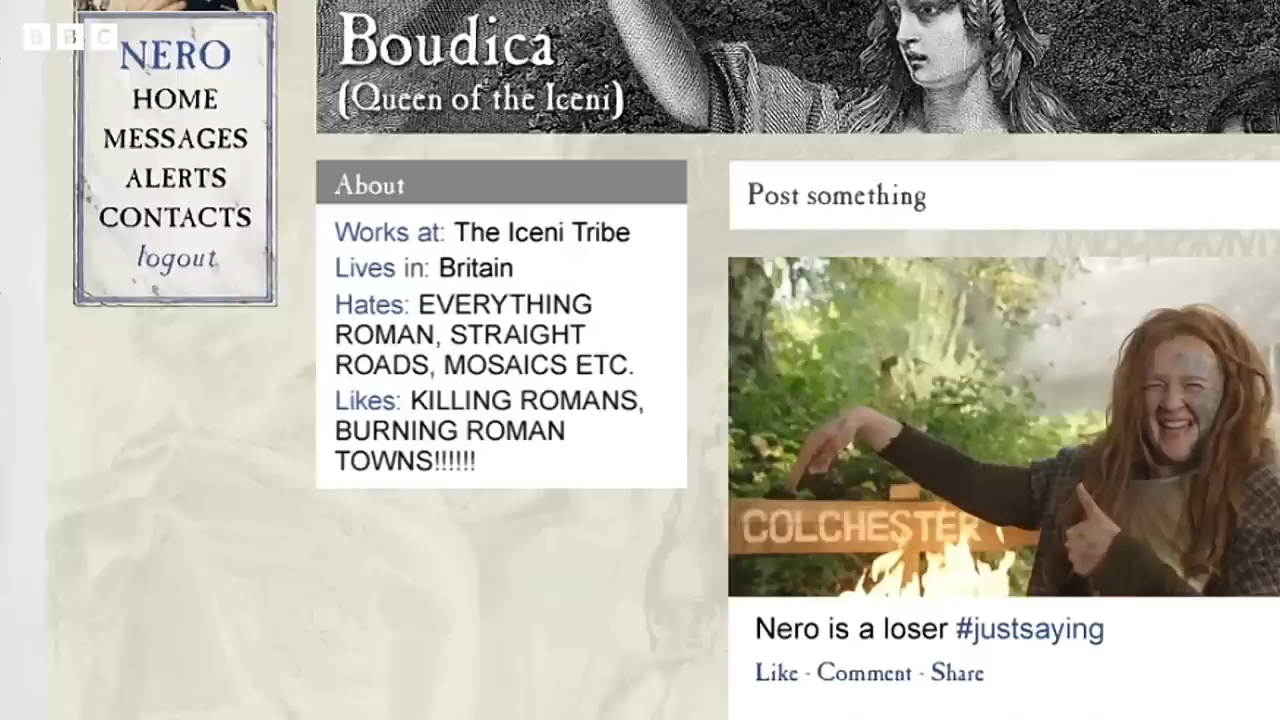 BBC
NERO
HOME
MESSAGES
ALERTS
CONTACTS
logout
Boudica
(Queen of the Iceni)
About
Works at: The Iceni Tribe
Lives in: Britain
Hates: EVERYTHING
ROMAN, STRAIGHT
ROADS, MOSAICS ETC.
Likes: KILLING ROMANS,
BURNING ROMAN
TOWNS!!!!!!
Post something
COLCHESTER
Nero is a loser #justsaying
Like - Comment - Share